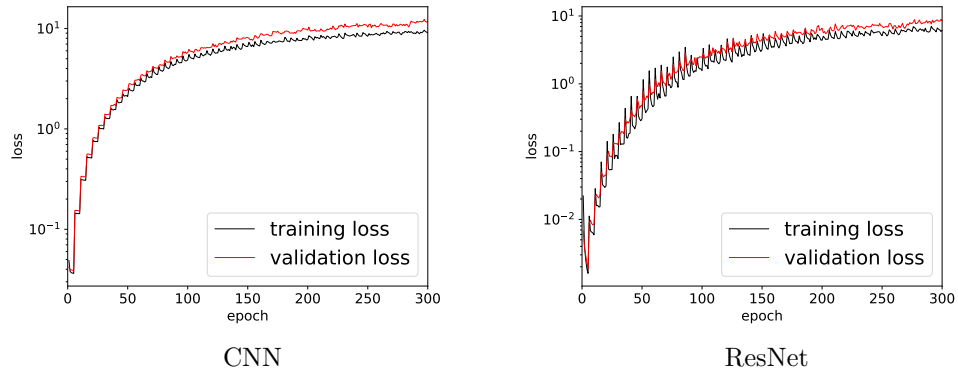 10^1
10^0
10^-1
loss
0 50 100 150 200 250 300
epoch
training loss
validation loss
CNN
10^1
10^0
10^-1
10^-2
loss
0 50 100 150 200 250 300
epoch
training loss
validation loss
ResNet